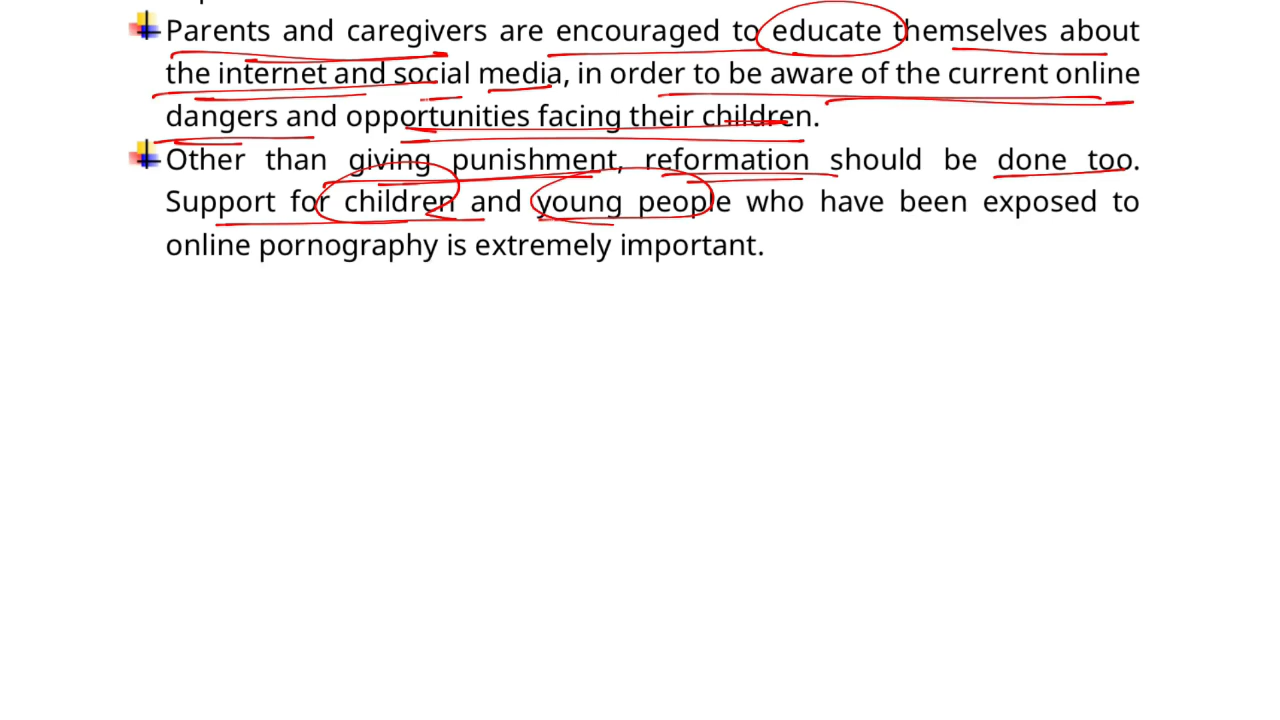 Parents and caregivers are encouraged to educate themselves about
the internet and social media, in order to be aware of the current online
dangers and opportunities facing their children.
Other than giving punishment, reformation should be done too.
Support for children and young people who have been exposed to
online pornography is extremely important.